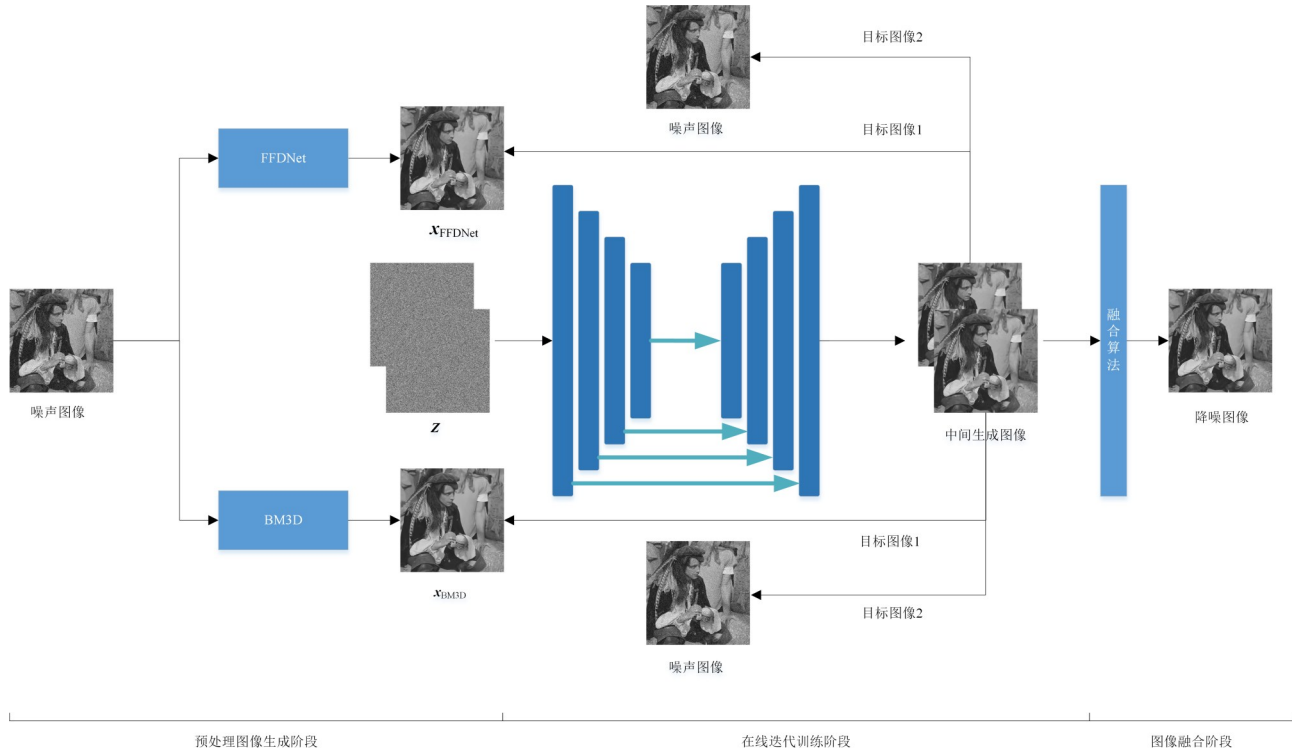 目标图像2
噪声图像
目标图像1
FFDNet
xFFDNet
噪声图像
z
融合算法
中间生成图像
降噪图像
BM3D
xBM3D
目标图像1
目标图像2
噪声图像
预处理图像生成阶段
在线迭代训练阶段
图像融合阶段